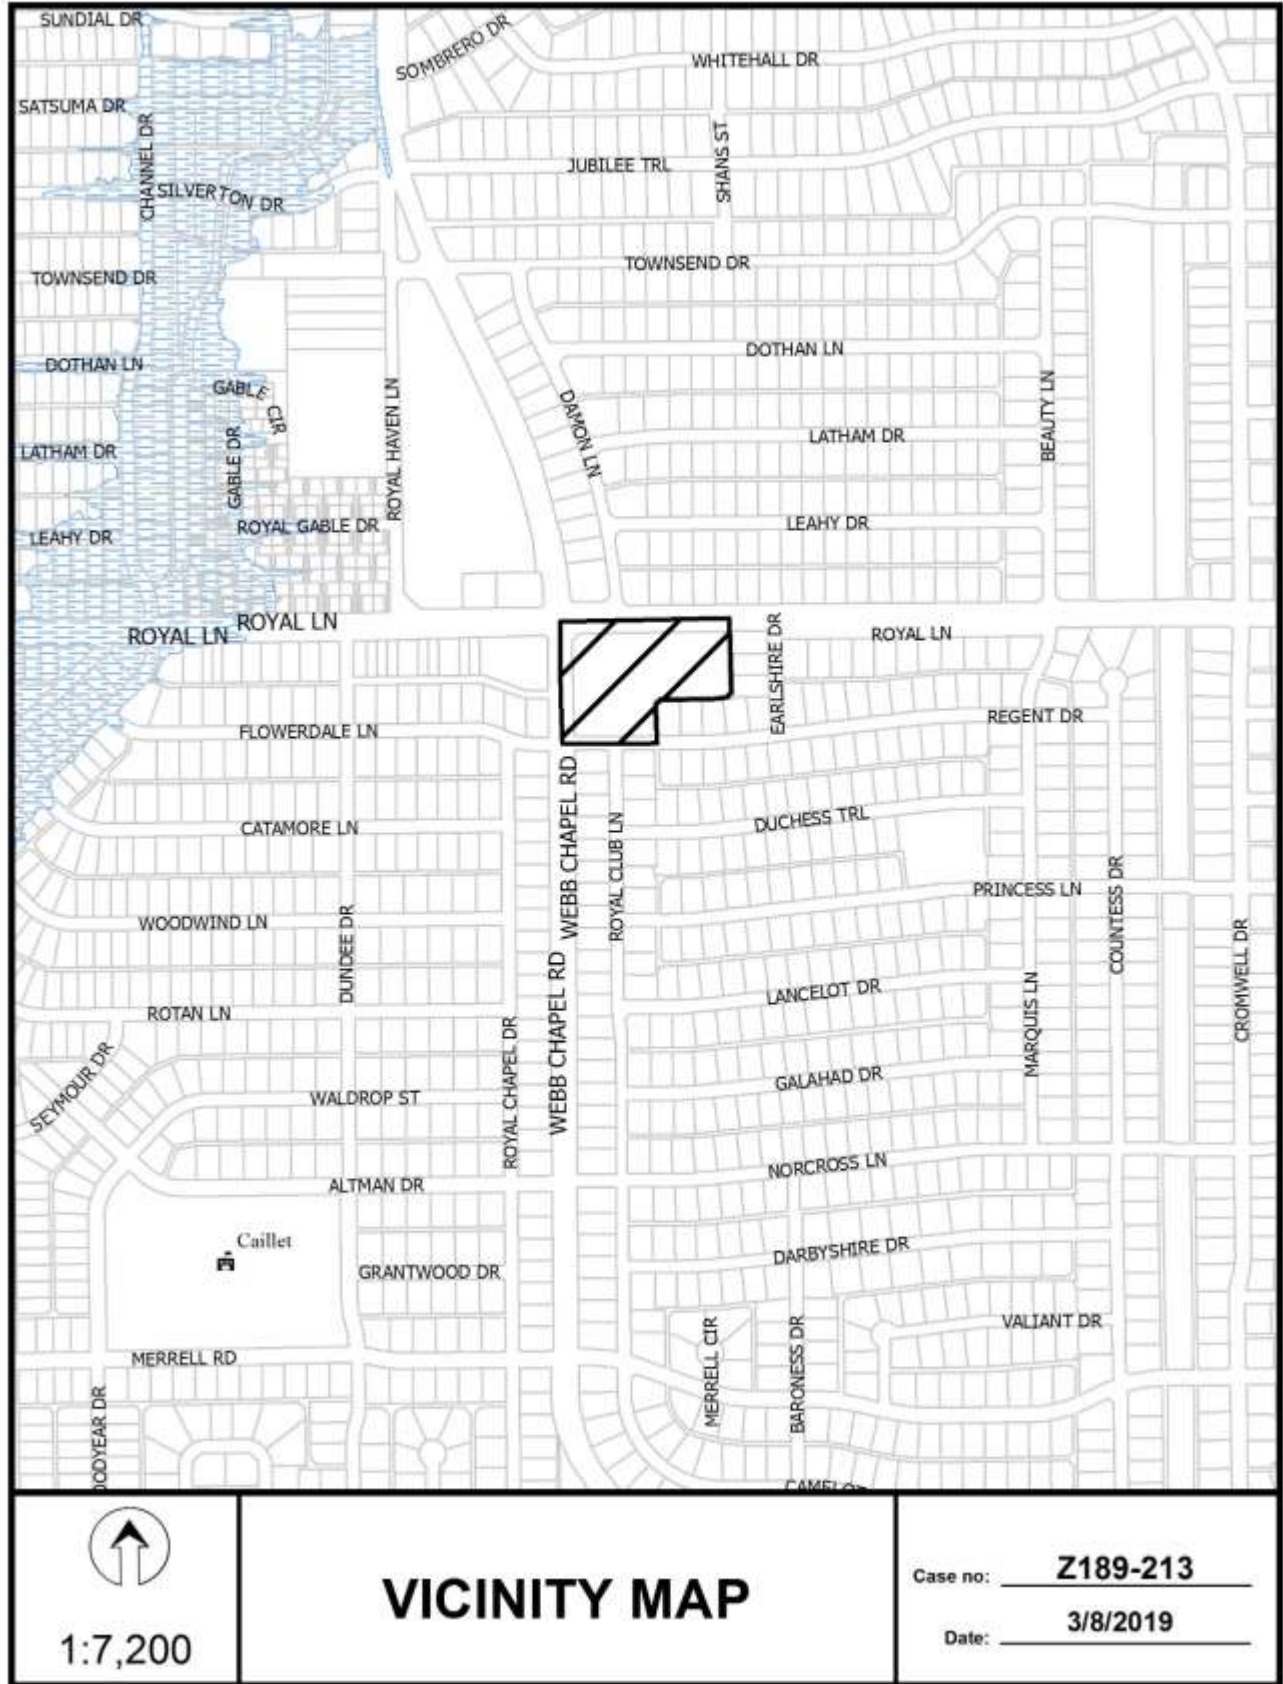 SUNDIAL DR
SOMBRERO DR
WHITEHALL DR
SATSUMA DR
CHANNEL DR
SHANS ST
JUBILEE TRL
SILVERTON DR
TOWNSEND DR
TOWNSEND DR
DOTHAN LN
DOTHAN LN
GABLE CIR
ROYAL HAVEN LN
DAMON LN
BEAUTY LN
LATHAM DR
LATHAM DR
GABLE DR
LEAHY DR
ROYAL GABLE DR
LEAHY DR
ROYAL LN
ROYAL LN
EARLSHIRE DR
ROYAL LN
FLOWERDALE LN
REGENT DR
WEBB CHAPEL RD
ROYAL CLUB LN
CATAMORE LN
DUCHESS TRL
PRINCESS LN
COUNTESS DR
WOODWIND LN
DUNDEE DR
CROMWELL DR
WEBB CHAPEL RD
LANCELOT DR
MARQUIS LN
ROTAN LN
ROYAL CHAPEL DR
SEYMOUR DR
WALDROP ST
GALAHAD DR
NORCROSS LN
ALTMAN DR
Caillet
DARBYSHIRE DR
GRANTWOOD DR
MERRELL CIR
BARONESS DR
VALIANT DR
MERRELL RD
OODYEAR DR
1:7,200
VICINITY MAP
Case no: Z189-213
Date: 3/8/2019